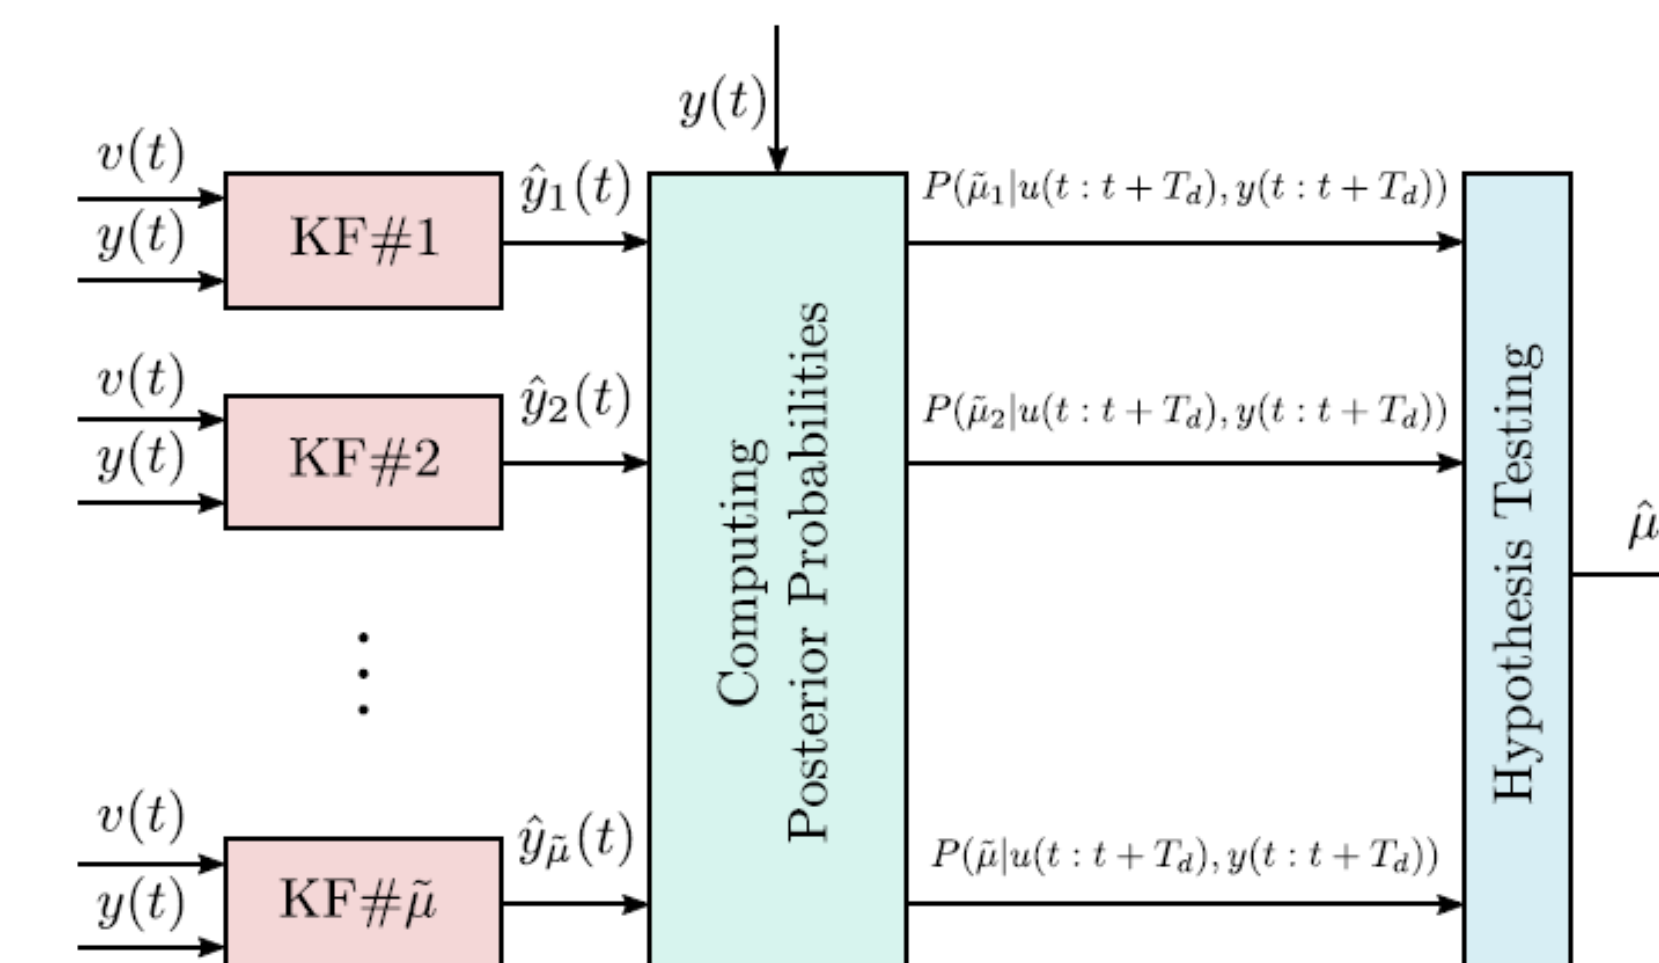 y(t)
v(t)
y(t)
KF#1
ŷ₁(t)
P(μ̃₁|u(t : t + T_d), y(t : t + T_d))
v(t)
y(t)
KF#2
ŷ₂(t)
P(μ̃₂|u(t : t + T_d), y(t : t + T_d))
Computing
Posterior Probabilities
Hypothesis Testing
μ̂
v(t)
y(t)
KF#μ̃
ŷ_μ̃(t)
P(μ̃|u(t : t + T_d), y(t : t + T_d))